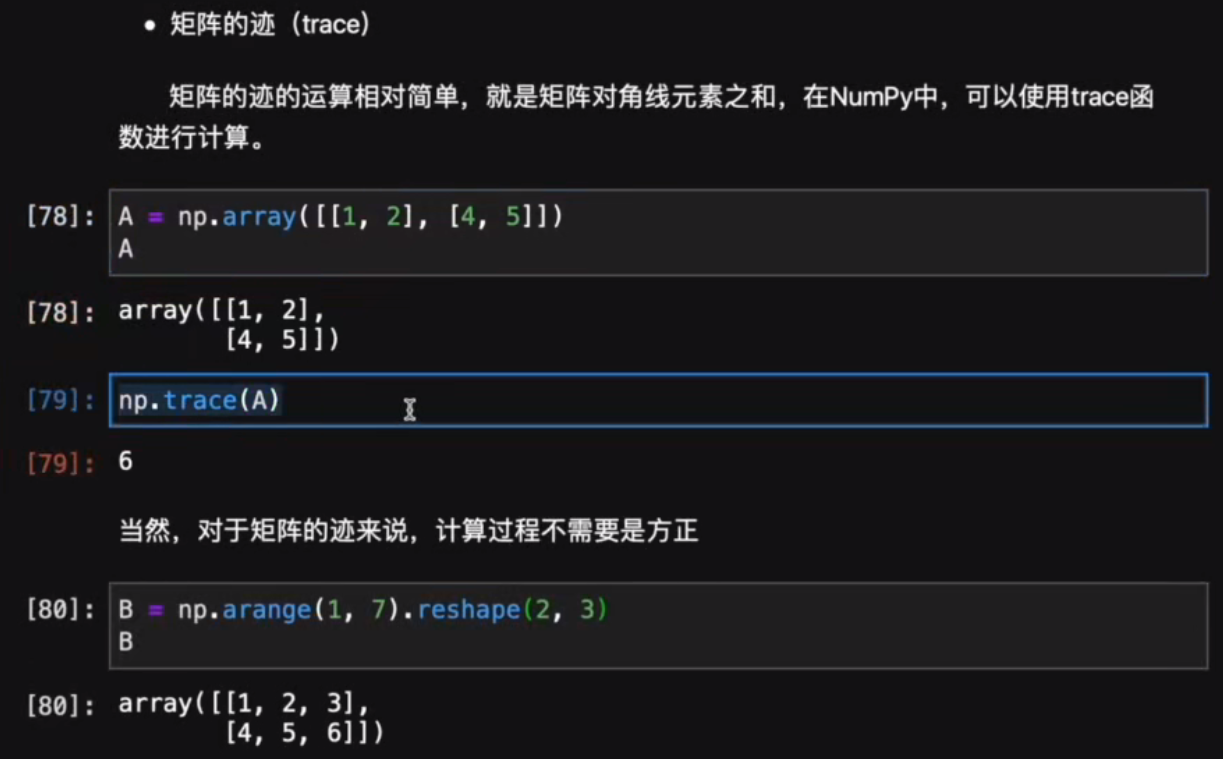 • 矩阵的迹（trace）
矩阵的迹的运算相对简单，就是矩阵对角线元素之和，在NumPy中，可以使用trace函
数进行计算。
[78]: A = np.array([[1, 2], [4, 5]])
A
[78]: array([[1, 2],
[4, 5]])
[79]: np.trace(A)
[79]: 6
当然，对于矩阵的迹来说，计算过程不需要是方正
[80]: B = np.arange(1, 7).reshape(2, 3)
B
[80]: array([[1, 2, 3],
[4, 5, 6]])